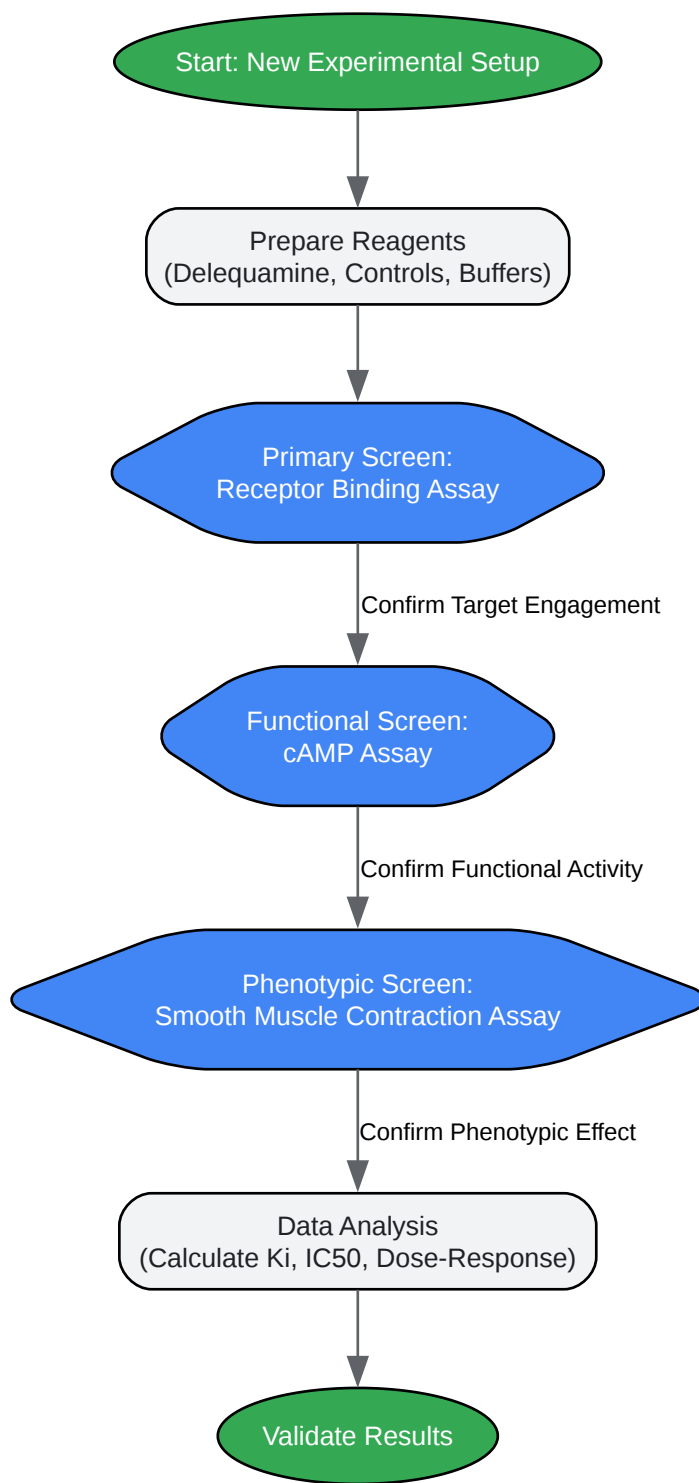 Start: New Experimental Setup
Prepare Reagents
(Delequamine, Controls, Buffers)
Primary Screen:
Receptor Binding Assay
Confirm Target Engagement
Functional Screen:
cAMP Assay
Confirm Functional Activity
Phenotypic Screen:
Smooth Muscle Contraction Assay
Confirm Phenotypic Effect
Data Analysis
(Calculate Ki, IC50, Dose-Response)
Validate Results